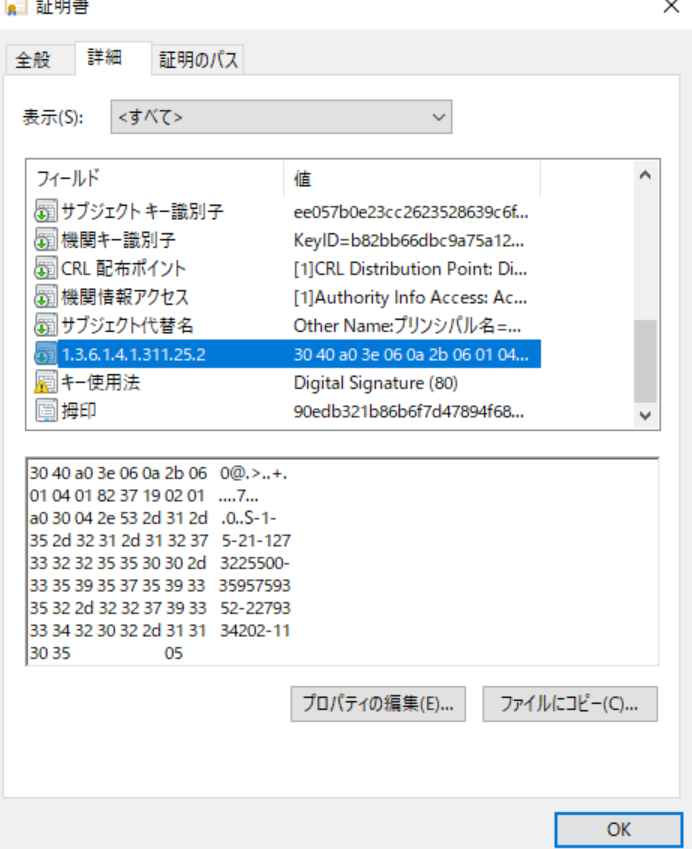 証明書
全般 詳細 証明のパス
表示(S): <すべて>
フィールド 値
サブジェクト キー識別子 ee057b0e23cc2623528639c6f...
機関キー識別子 KeyID=b82bb66dbc9a75a12...
CRL 配布ポイント [1]CRL Distribution Point: Di...
機関情報アクセス [1]Authority Info Access: Ac...
サブジェクト代替名 Other Name:プリンシパル名=...
1.3.6.1.4.1.311.25.2 30 40 a0 3e 06 0a 2b 06 01 04...
キー使用法 Digital Signature (80)
拇印 90edb321b86b6f7d47894f68...
30 40 a0 3e 06 0a 2b 06 0@.>..+.
01 04 01 82 37 19 02 01 ....7...
a0 30 04 2e 53 2d 31 2d .0..S-1-
35 2d 32 31 2d 31 32 37 5-21-127
33 32 32 35 35 30 30 2d 3225500-
33 35 39 35 37 35 39 33 35957593
35 32 2d 32 32 37 39 33 52-22793
33 34 32 30 32 2d 31 31 34202-11
30 35 05
プロパティの編集(E)... ファイルにコピー(C)...
OK